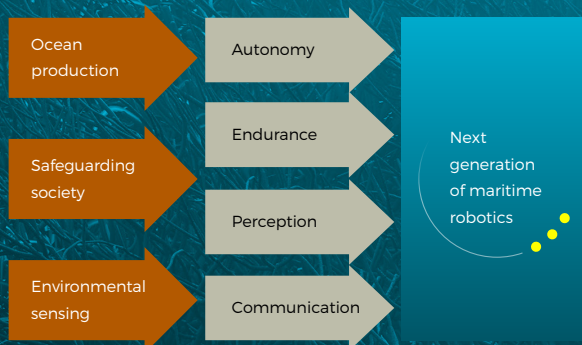 Ocean
production
Safeguarding
society
Environmental
sensing
Autonomy
Endurance
Perception
Communication
Next
generation
of maritime
robotics